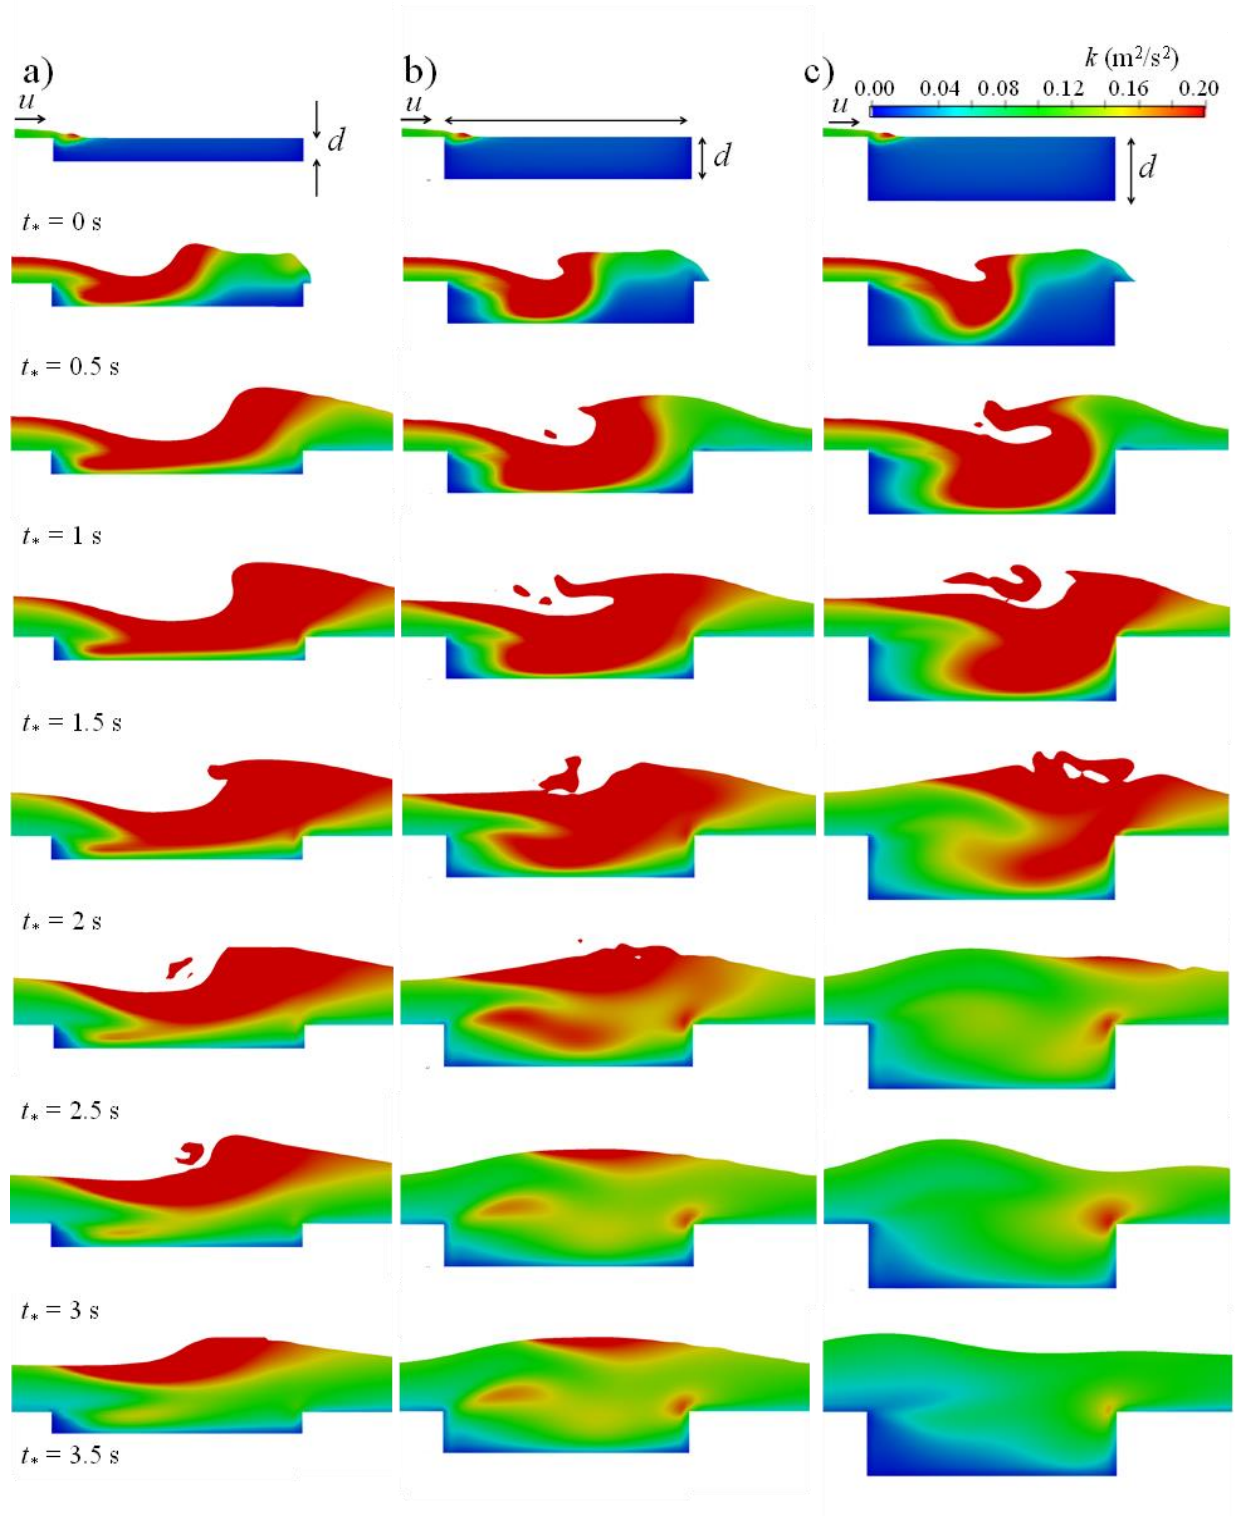 a) b) c) k (m²/s²)
0.00 0.04 0.08 0.12 0.16 0.20
u u u
d d d
t* = 0 s
t* = 0.5 s
t* = 1 s
t* = 1.5 s
t* = 2 s
t* = 2.5 s
t* = 3 s
t* = 3.5 s